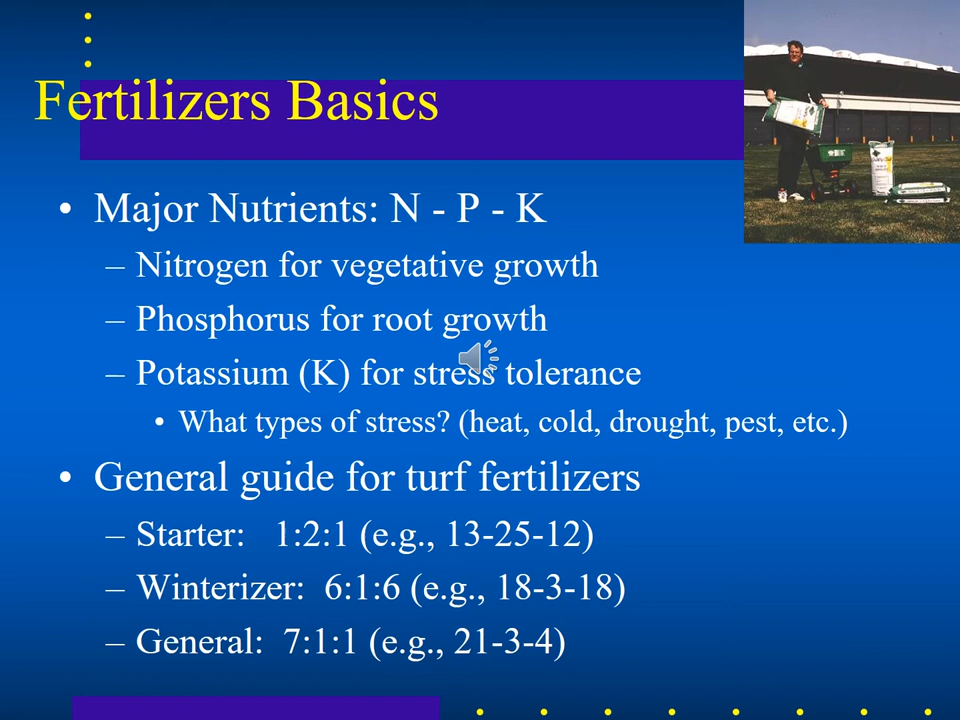 Fertilizers Basics
• Major Nutrients: N - P - K
– Nitrogen for vegetative growth
– Phosphorus for root growth
– Potassium (K) for stress tolerance
• What types of stress? (heat, cold, drought, pest, etc.)
• General guide for turf fertilizers
– Starter: 1:2:1 (e.g., 13-25-12)
– Winterizer: 6:1:6 (e.g., 18-3-18)
– General: 7:1:1 (e.g., 21-3-4)